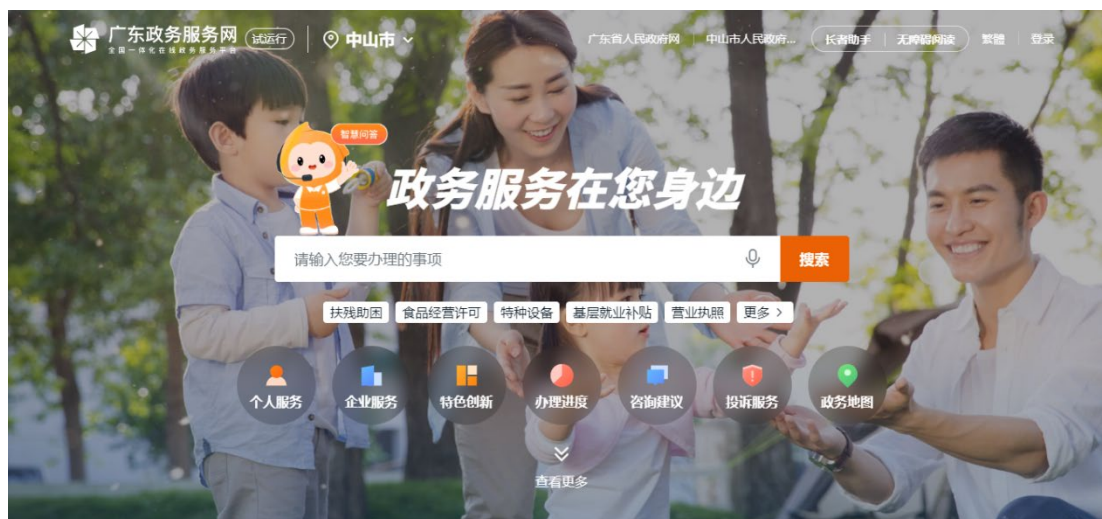 广东政务服务网 试运行 中山市
全国一体化在线政务服务平台
广东省人民政府网 中山市人民政府... 长者助手 无障碍阅读 繁體 登录
智慧问答
政务服务在您身边
请输入您要办理的事项 搜索
扶残助困 食品经营许可 特种设备 基层就业补贴 营业执照 更多 >
个人服务 企业服务 特色创新 办理进度 咨询建议 投诉服务 政务地图
查看更多